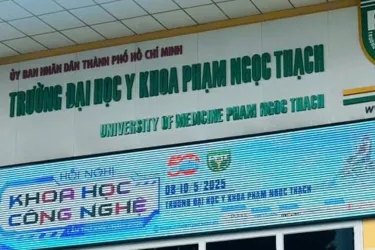 ỦY BAN NHÂN DÂN THÀNH PHỐ HỒ CHÍ MINH
TRƯỜNG ĐẠI HỌC Y KHOA PHẠM NGỌC THẠCH
UNIVERSITY OF MEDICINE PHAM NGOC THACH
HỘI NGHỊ
KHOA HỌC
CÔNG NGHỆ
08-10/5/2025
TRƯỜNG ĐẠI HỌC Y KHOA PHẠM NGỌC THẠCH